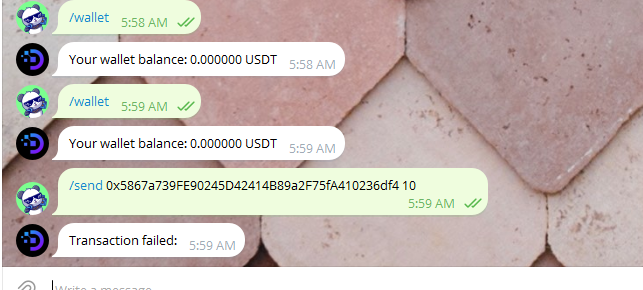 /wallet 5:58 AM
Your wallet balance: 0.000000 USDT 5:58 AM
/wallet 5:59 AM
Your wallet balance: 0.000000 USDT 5:59 AM
/send 0x5867a739FE90245D42414B89a2F75fA410236df4 10
5:59 AM
Transaction failed: 5:59 AM
Write a message